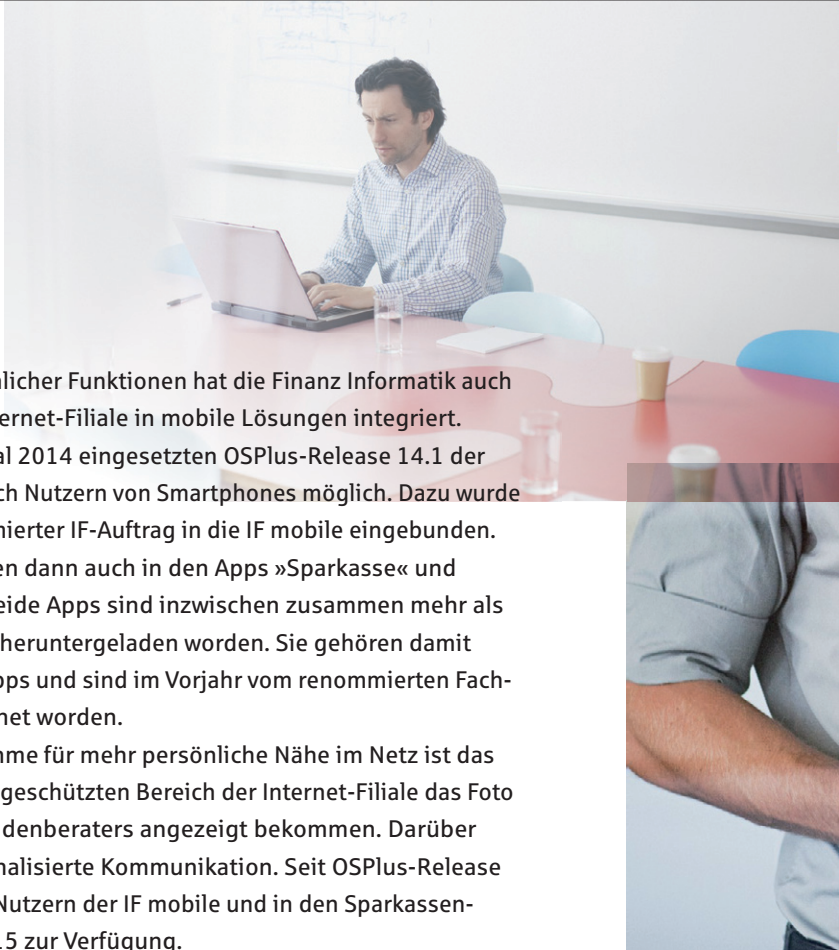 licher Funktionen hat die Finanz Informatik auch
ernet-Filiale in mobile Lösungen integriert.
al 2014 eingesetzten OSPlus-Release 14.1 der
ch Nutzern von Smartphones möglich. Dazu wurde
mierter IF-Auftrag in die IF mobile eingebunden.
en dann auch in den Apps »Sparkasse« und
eide Apps sind inzwischen zusammen mehr als
heruntergeladen worden. Sie gehören damit
pps und sind im Vorjahr vom renommierten Fach-
net worden.
hme für mehr persönliche Nähe im Netz ist das
geschützten Bereich der Internet-Filiale das Foto
denberaters angezeigt bekommen. Darüber
nalisierte Kommunikation. Seit OSPlus-Release
Nutzern der IF mobile und in den Sparkassen-
15 zur Verfügung.